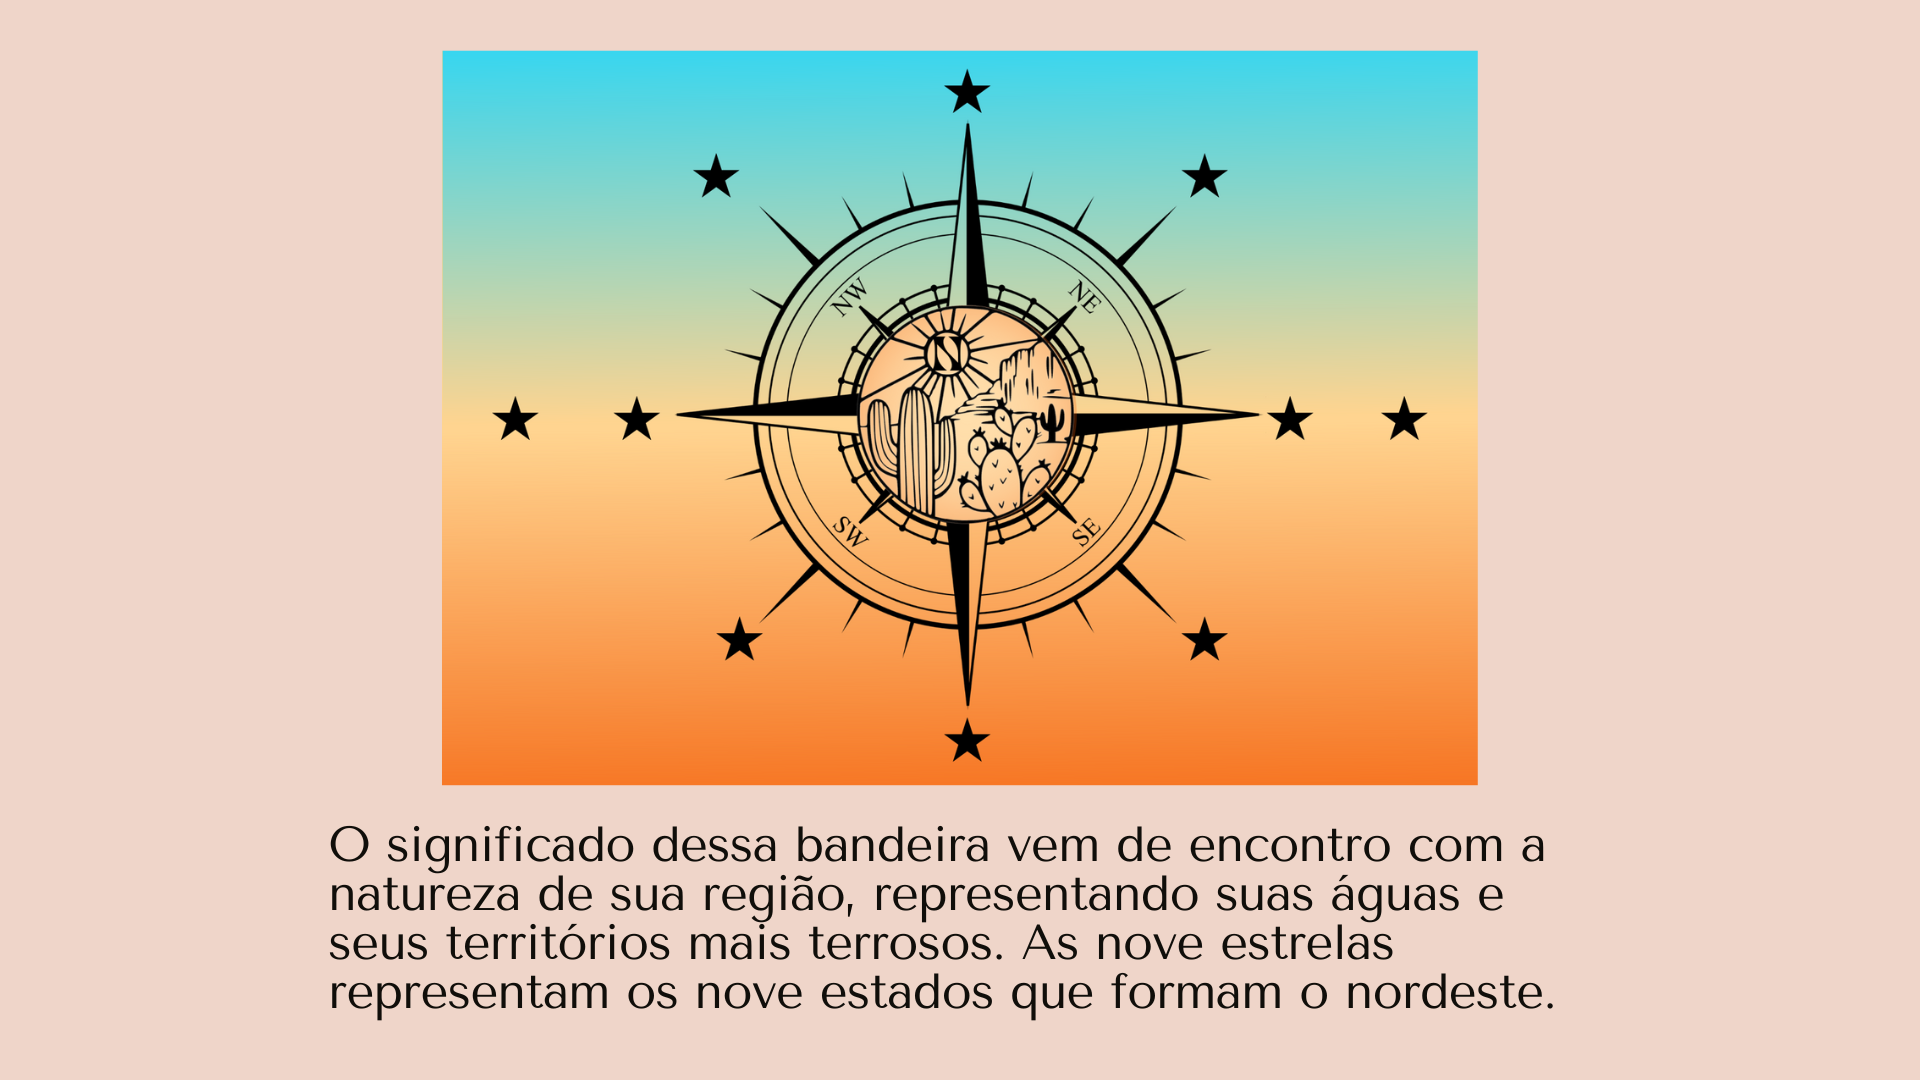 NW
NE
N
SW
SE
O significado dessa bandeira vem de encontro com a
natureza de sua região, representando suas águas e
seus territórios mais terrosos. As nove estrelas
representam os nove estados que formam o nordeste.